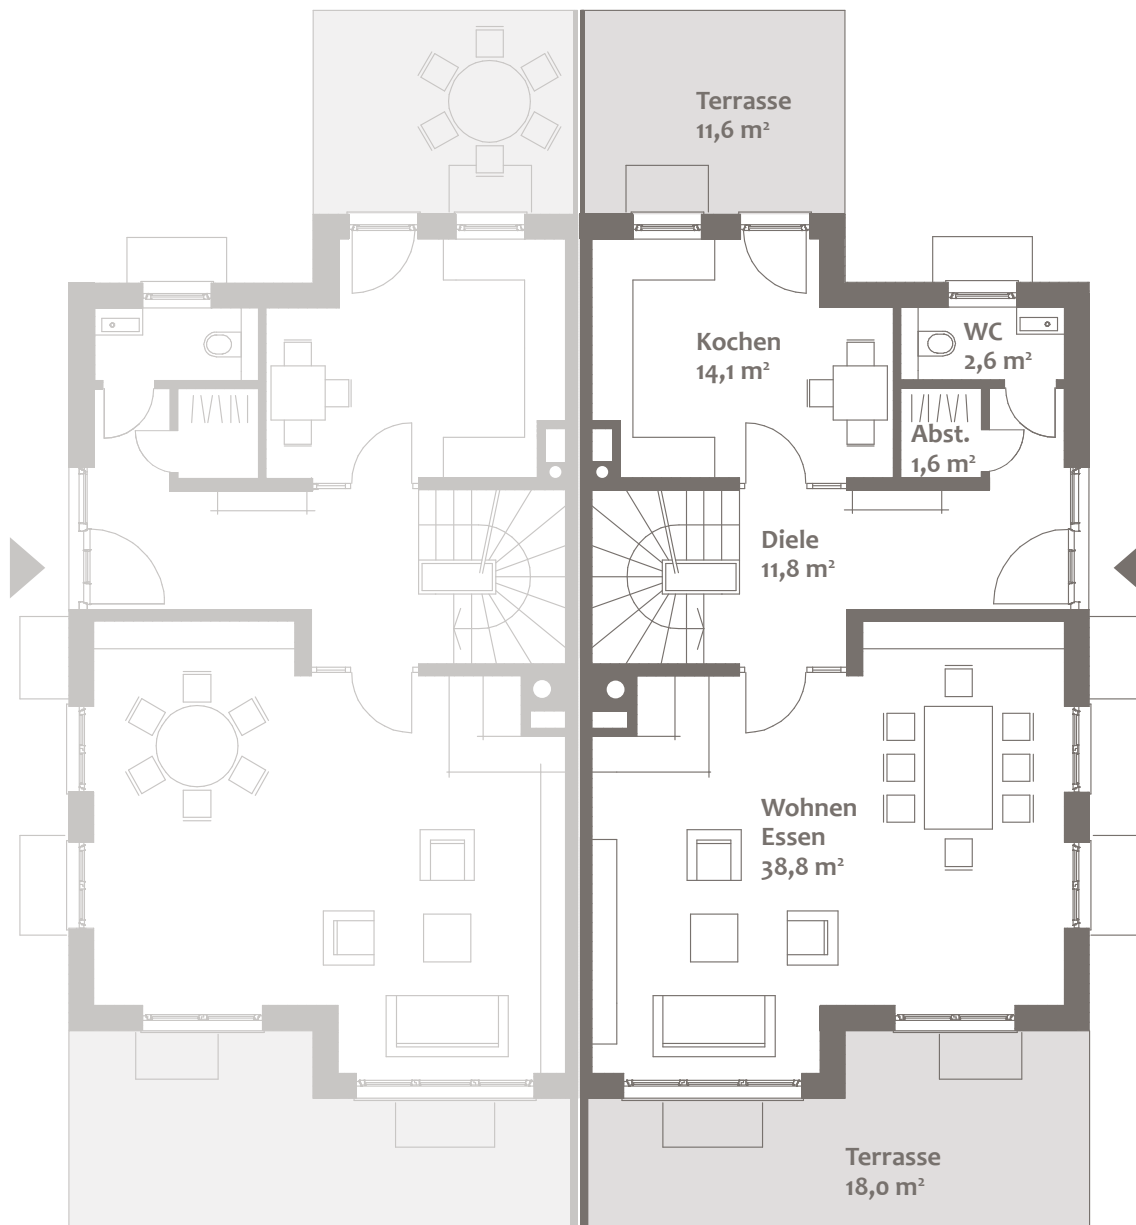 Terrasse
11,6 m²
Kochen
14,1 m²
WC
2,6 m²
Abst.
1,6 m²
Diele
11,8 m²
Wohnen
Essen
38,8 m²
Terrasse
18,0 m²